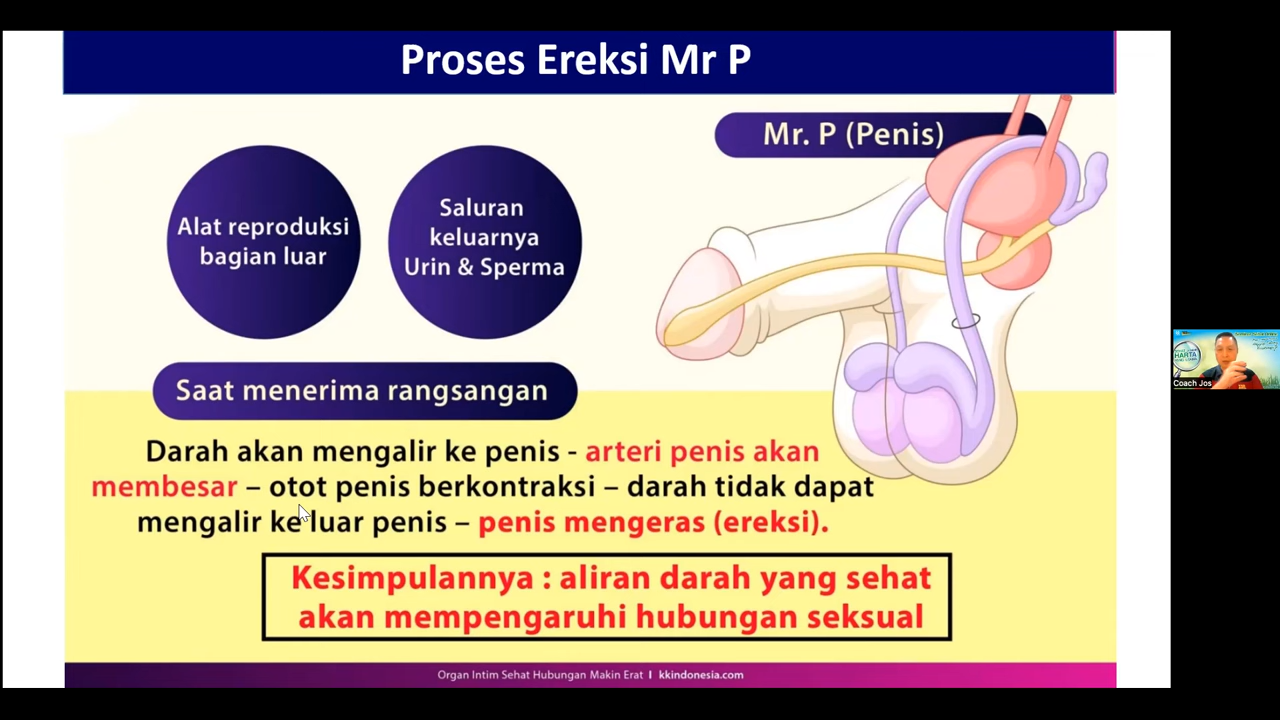 Proses Ereksi Mr P
Mr. P (Penis)
Alat reproduksi
bagian luar
Saluran
keluarnya
Urin & Sperma
Saat menerima rangsangan
Darah akan mengalir ke penis - arteri penis akan
membesar – otot penis berkontraksi – darah tidak dapat
mengalir ke luar penis – penis mengeras (ereksi).
Kesimpulannya : aliran darah yang sehat
akan mempengaruhi hubungan seksual
Organ Intim Sehat Hubungan Makin Erat I kkindonesia.com
HARTA
Coach Jos